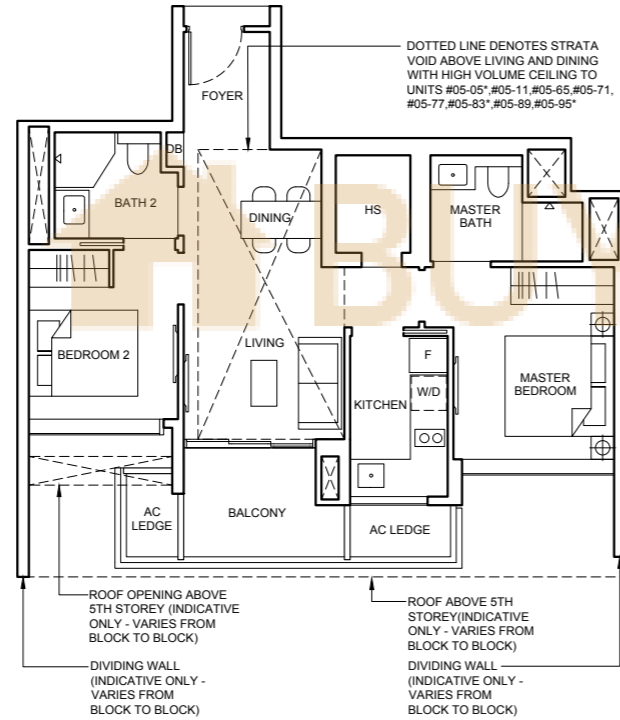 DOTTED LINE DENOTES STRATA
VOID ABOVE LIVING AND DINING
WITH HIGH VOLUME CEILING TO
UNITS #05-05*,#05-11,#05-65,#05-71,
#05-77,#05-83*,#05-89,#05-95*
FOYER
DB
BATH 2
DINING
HS
MASTER
BATH
BUY
BEDROOM 2
LIVING
KITCHEN
F
W/D
MASTER
BEDROOM
AC
LEDGE
BALCONY
AC LEDGE
ROOF OPENING ABOVE
5TH STOREY (INDICATIVE
ONLY - VARIES FROM
BLOCK TO BLOCK)
DIVIDING WALL
(INDICATIVE ONLY -
VARIES FROM
BLOCK TO BLOCK)
ROOF ABOVE 5TH
STOREY(INDICATIVE
ONLY - VARIES FROM
BLOCK TO BLOCK)
DIVIDING WALL
(INDICATIVE ONLY -
VARIES FROM
BLOCK TO BLOCK)